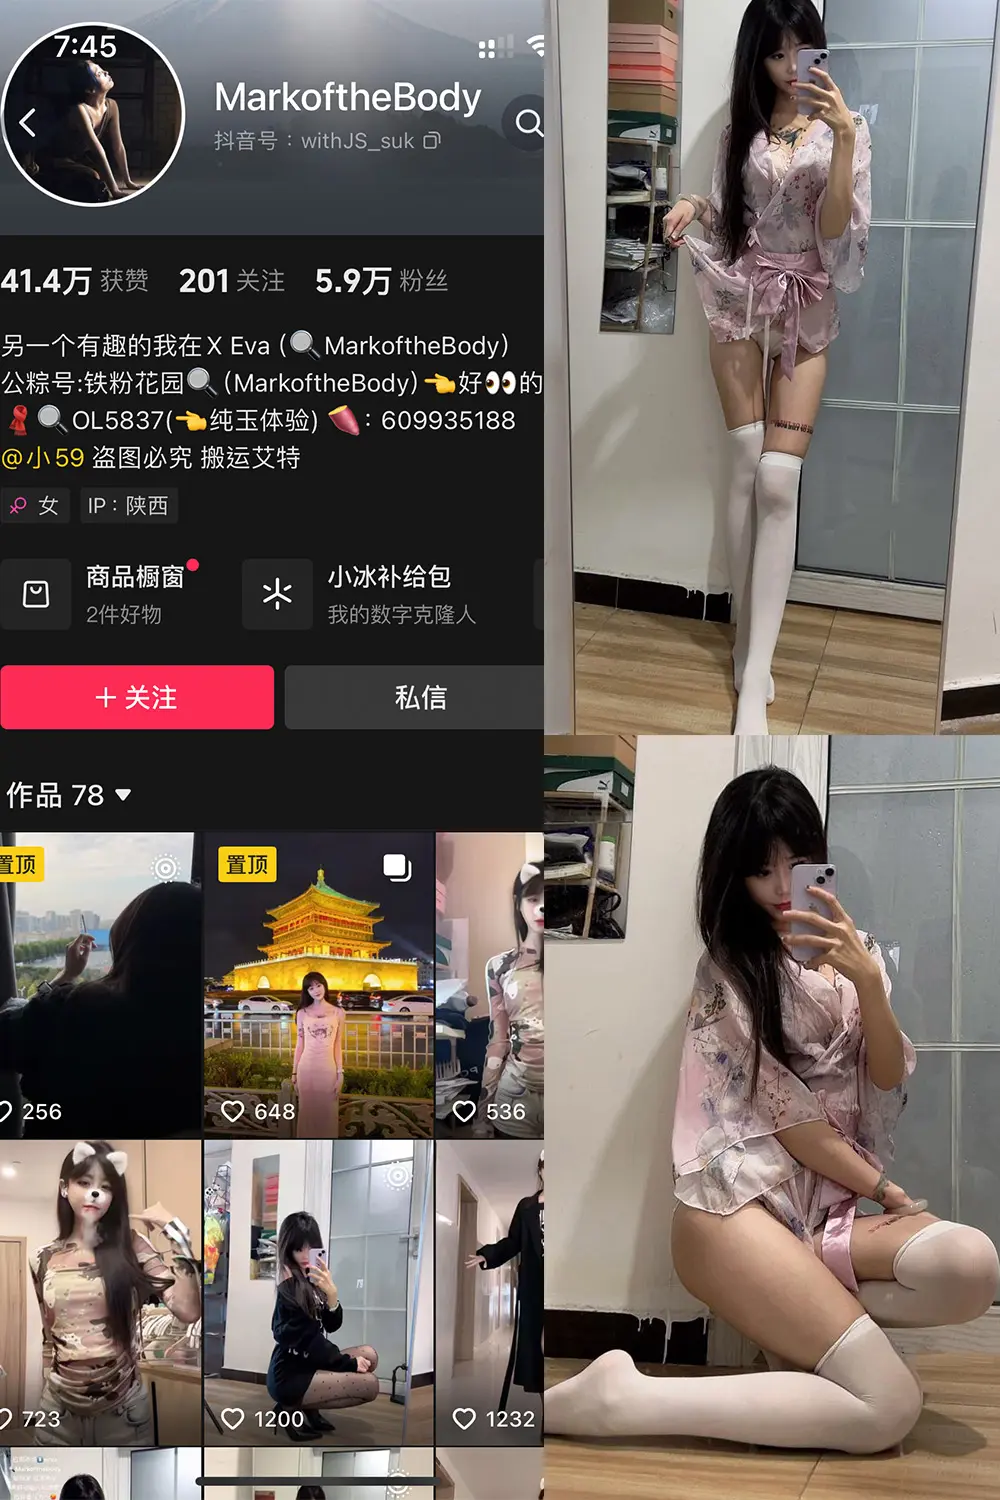 7:45
MarkoftheBody
抖音号：withJS_suk
41.4万 获赞 201 关注 5.9万 粉丝
另一个有趣的我在X Eva (🔍MarkoftheBody)
公粽号:铁粉花园🔍(MarkoftheBody)👈好👀的
🧣🔍OL5837(👈纯玉体验) 🍠：609935188
@小59 盗图必究 搬运艾特
女 IP：陕西
商品橱窗
2件好物
小冰补给包
我的数字克隆人
+ 关注
私信
作品 78
置顶
置顶
256
648
536
723
1200
1232